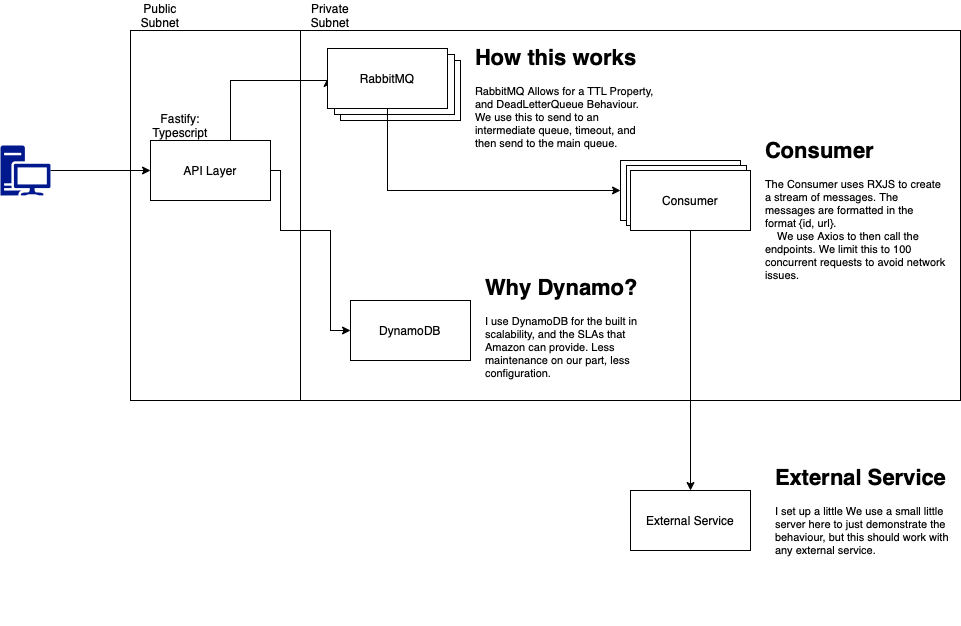 Public
Subnet
Private
Subnet
RabbitMQ
How this works
RabbitMQ Allows for a TTL Property,
and DeadLetterQueue Behaviour.
We use this to send to an
intermediate queue, timeout, and
then send to the main queue.
Fastify:
Typescript
API Layer
Consumer
Consumer
The Consumer uses RXJS to create
a stream of messages. The
messages are formatted in the
format {id, url}.
We use Axios to then call the
endpoints. We limit this to 100
concurrent requests to avoid network
issues.
DynamoDB
Why Dynamo?
I use DynamoDB for the built in
scalability, and the SLAs that
Amazon can provide. Less
maintenance on our part, less
configuration.
External Service
External Service
I set up a little We use a small little
server here to just demonstrate the
behaviour, but this should work with
any external service.